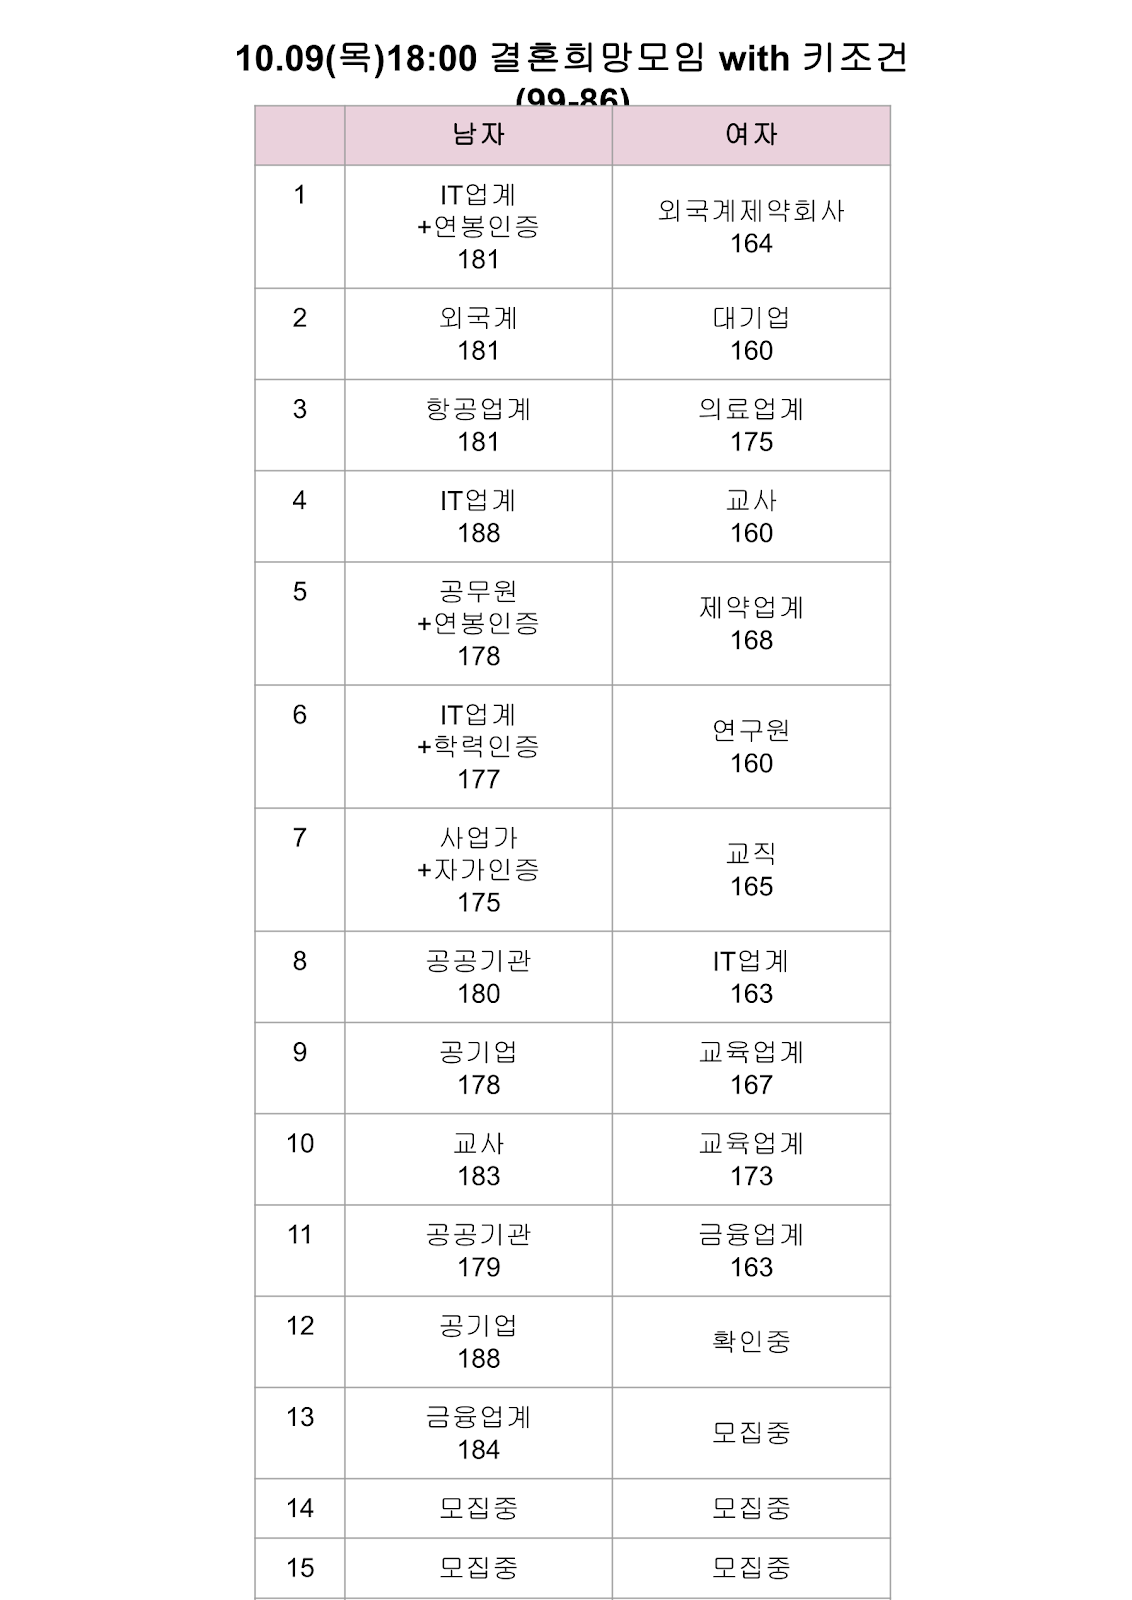 10.09(목)18:00 결혼희망모임 with 키조건
(99-86)
남자 여자
1
IT업계
+연봉인증
181
외국계제약회사
164
2
외국계
181
대기업
160
3
항공업계
181
의료업계
175
4
IT업계
188
교사
160
5
공무원
+연봉인증
178
제약업계
168
6
IT업계
+학력인증
177
연구원
160
7
사업가
+자가인증
175
교직
165
8
공공기관
180
IT업계
163
9
공기업
178
교육업계
167
10
교사
183
교육업계
173
11
공공기관
179
금융업계
163
12
공기업
188
확인중
13
금융업계
184
모집중
14
모집중
모집중
15
모집중
모집중